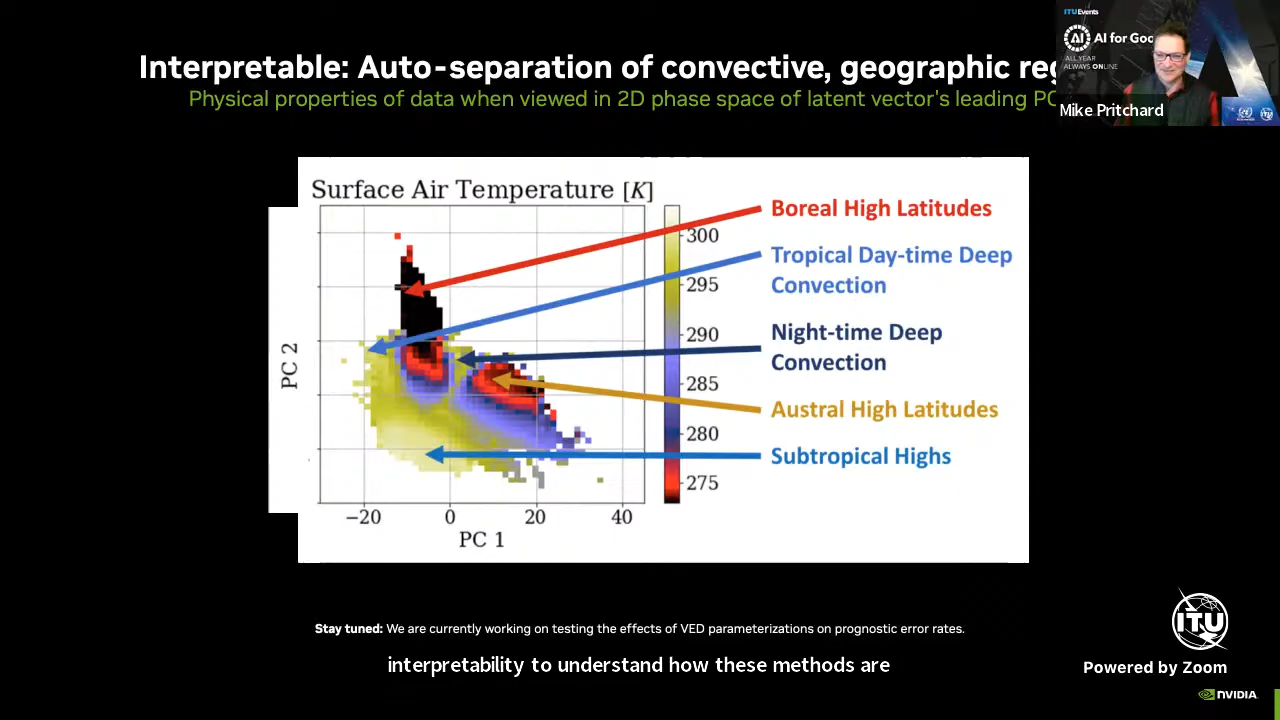 Interpretable: Auto-separation of convective, geographic
Physical properties of data when viewed in 2D phase space of latent vector's leading
ITUEvents
AI
AI for
ALL YEAR
ALWAYS ONLINE
Mike Pritchard
Surface Air Temperature [K]
300
295
290
285
280
275
PC 2
−20
0
20
40
PC 1
Boreal High Latitudes
Tropical Day-time Deep
Convection
Night-time Deep
Convection
Austral High Latitudes
Subtropical Highs
Stay tuned: We are currently working on testing the effects of VED parameterizations on prognostic error rates.
interpretability to understand how these methods are
ITU
Powered by Zoom
NVIDIA